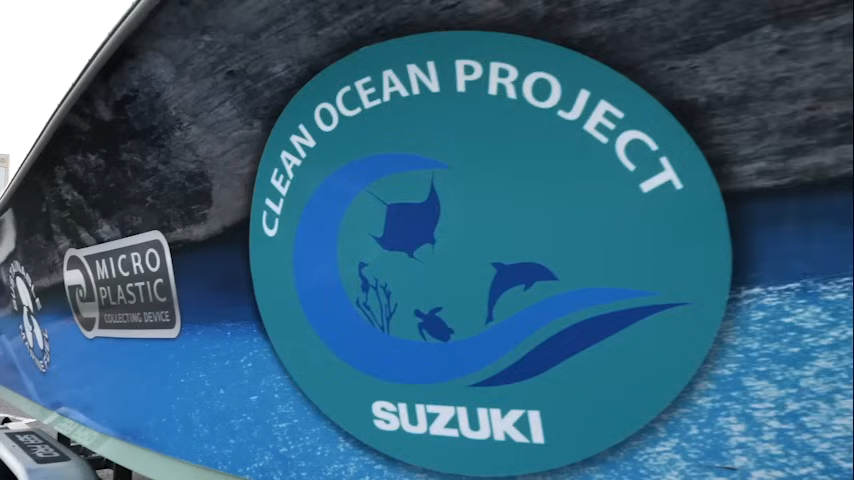 CLEAN OCEAN PROJECT
MICRO
PLASTIC
COLLECTING DEVICE
SUZUKI